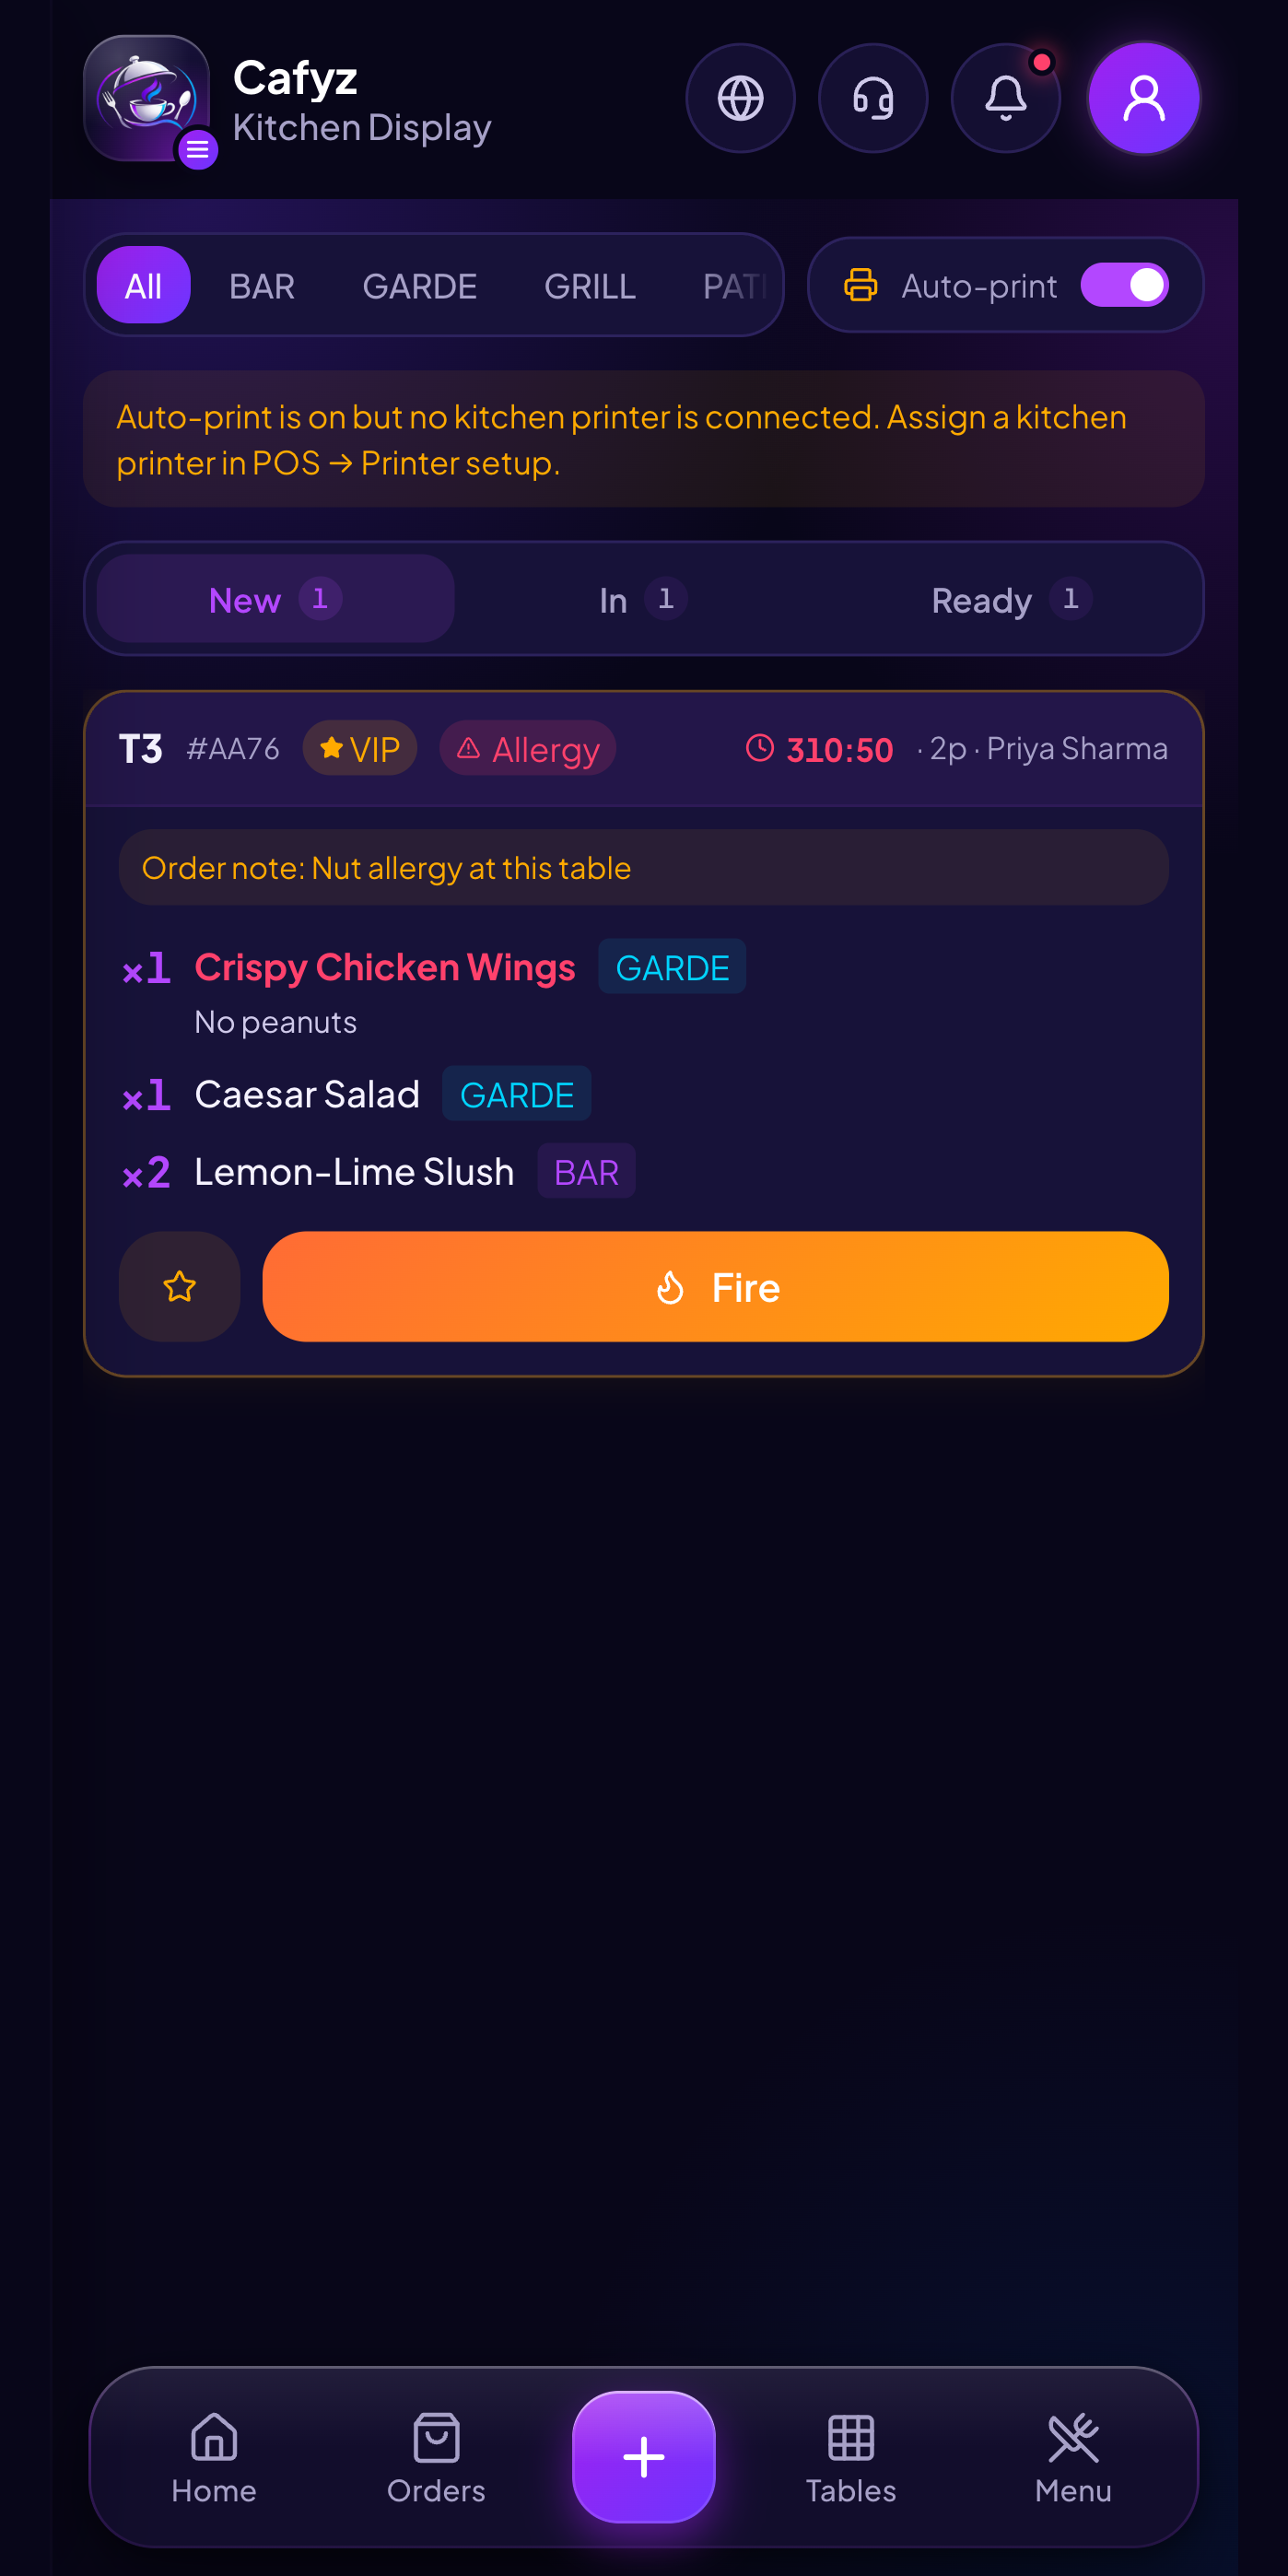 Cafyz
Kitchen Display
All BAR GARDE GRILL
Auto-print
Auto-print is on but no kitchen printer is connected. Assign a kitchen
printer in POS → Printer setup.
New 1 In 1 Ready 1
T3 #AA76 VIP Allergy 310:50 · 2p · Priya Sharma
Order note: Nut allergy at this table
×1 Crispy Chicken Wings GARDE
No peanuts
×1 Caesar Salad GARDE
×2 Lemon-Lime Slush BAR
Fire
Home Orders Tables Menu